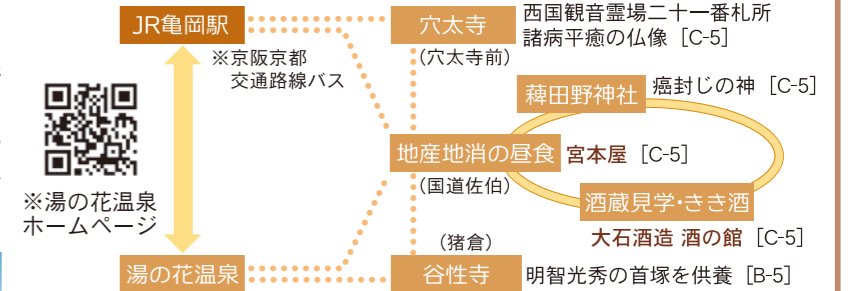 JR亀岡駅
※京阪京都
交通路線バス
※湯の花温泉
ホームページ
湯の花温泉
穴太寺
(穴太寺前)
西国観音霊場二十一番札所
諸病平癒の仏像［C-5］
薭田野神社
癌封じの神［C-5］
地産地消の昼食
(国道佐伯)
宮本屋［C-5］
酒蔵見学・きき酒
大石酒造 酒の館［C-5］
(猪倉)
谷性寺
明智光秀の首塚を供養［B-5］